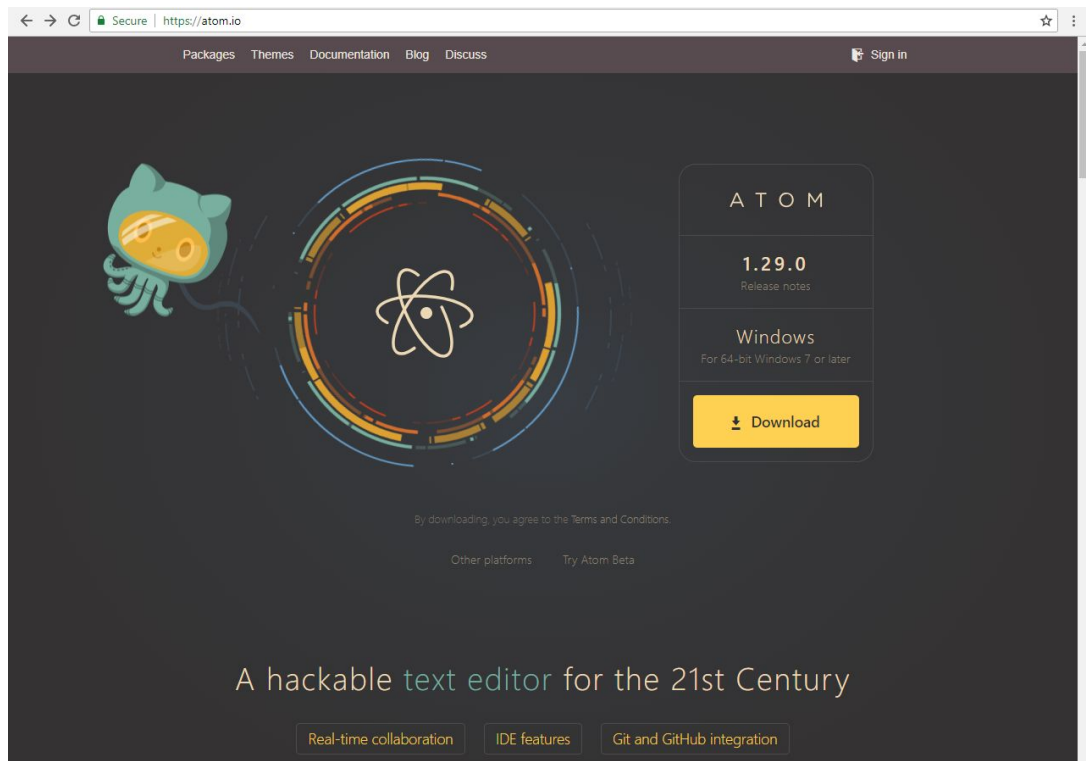 Secure | https://atom.io
Packages Themes Documentation Blog Discuss Sign in
ATOM
1.29.0
Release notes
Windows
For 64-bit Windows 7 or later
Download
By downloading, you agree to the Terms and Conditions.
Other platforms Try Atom Beta
A hackable text editor for the 21st Century
Real-time collaboration IDE features Git and GitHub integration